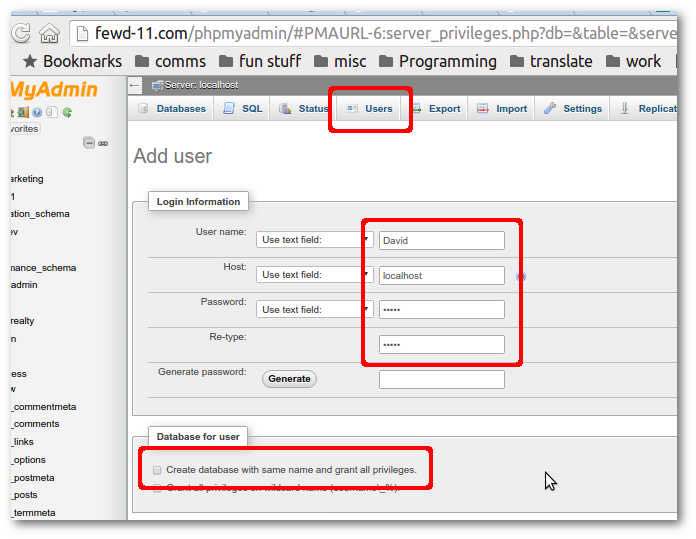 fewd-11.com/phpmyadmin/#PMAURL-6:server_privileges.php?db=&table=&serve
Bookmarks comms fun stuff misc Programming translate work
MyAdmin
Server: localhost
Databases SQL Status Users Export Import Settings Replicat
avorites
Add user
arketing
1
ation_schema
ev
mance_schema
admin
realty
n
ess
w
_commentmeta
_comments
_links
_options
_postmeta
_posts
_termmeta
Login Information
User name: Use text field: David
Host: Use text field: localhost
Password: Use text field: •••••
Re-type: •••••
Generate password: Generate
Database for user
Create database with same name and grant all privileges.